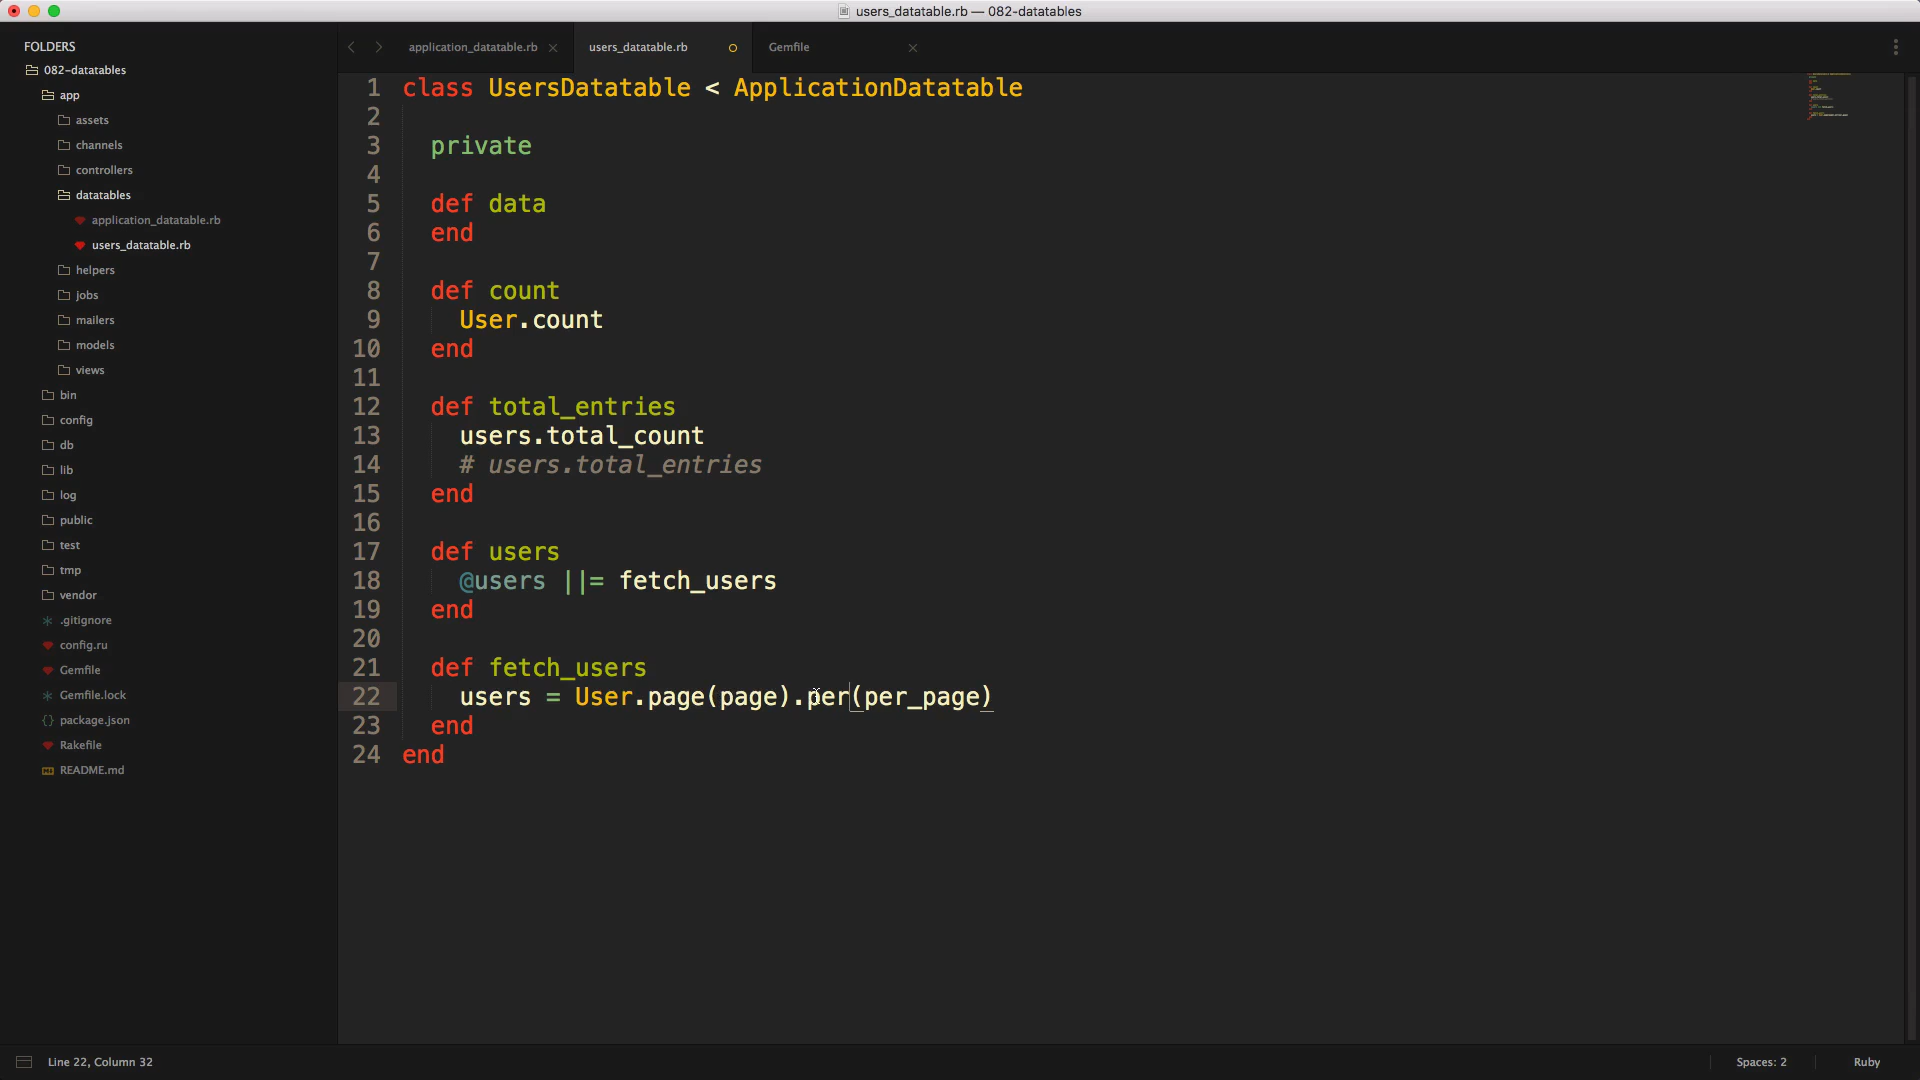 users_datatable.rb — 082-datatables
FOLDERS
082-datatables
app
assets
channels
controllers
datatables
application_datatable.rb
users_datatable.rb
helpers
jobs
mailers
models
views
bin
config
db
lib
log
public
test
tmp
vendor
.gitignore
config.ru
Gemfile
Gemfile.lock
package.json
Rakefile
README.md
application_datatable.rb
users_datatable.rb
Gemfile
1 class UsersDatatable < ApplicationDatatable
2
3 private
4
5 def data
6 end
7
8 def count
9 User.count
10 end
11
12 def total_entries
13 users.total_count
14 # users.total_entries
15 end
16
17 def users
18 @users ||= fetch_users
19 end
20
21 def fetch_users
22 users = User.page(page).per(per_page)
23 end
24 end
Line 22, Column 32
Spaces: 2
Ruby